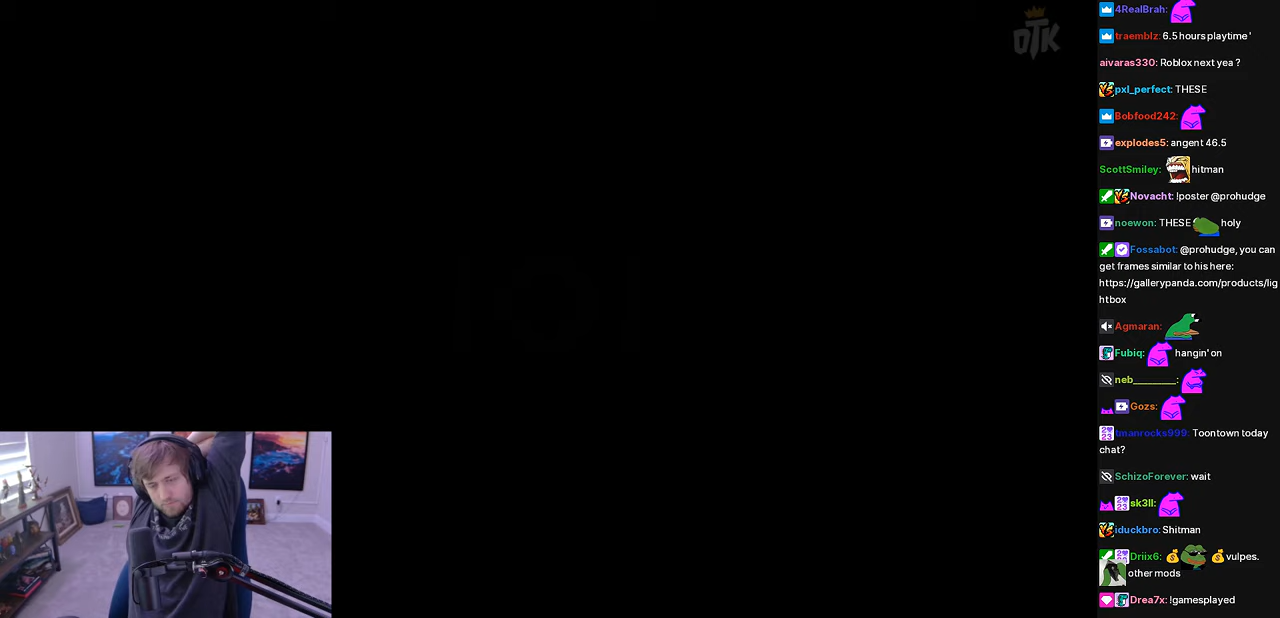 OTK
4RealBrah:
traemblz: 6.5 hours playtime '
aivaras330: Roblox next yea ?
pxl_perfect: THESE
Bobfood242:
explodes5: angent 46.5
ScottSmiley: hitman
Novacht: !poster @prohudge
noewon: THESE holy
Fossabot: @prohudge, you can
get frames similar to his here:
https://gallerypanda.com/products/lig
htbox
Agmaran:
Fubiq: hangin' on
neb_________:
Gozs:
tmanrocks999: Toontown today
chat?
SchizoForever: wait
sk3ll:
iduckbro: Shitman
Driix6: vulpes.
other mods
Drea7x: !gamesplayed